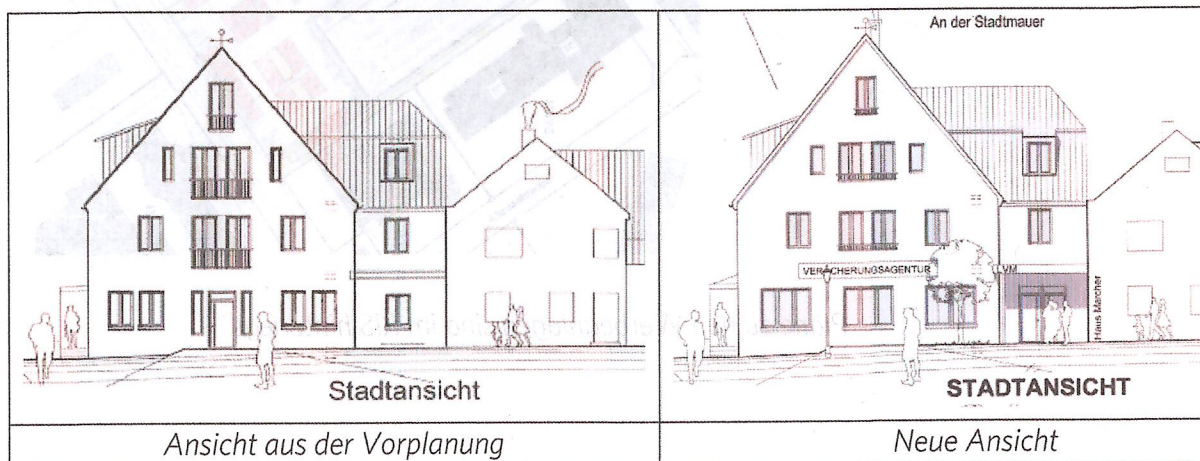 Stadtansicht
Ansicht aus der Vorplanung
An der Stadtmauer
VERSICHERUNGSAGENTUR
LVM
Haus Marcher
STADTANSICHT
Neue Ansicht